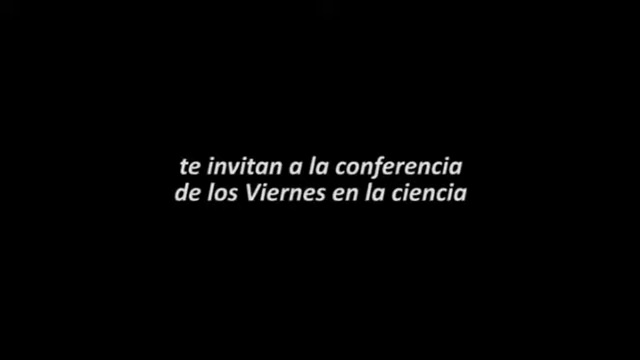 te invitan a la conferencia
de los Viernes en la ciencia